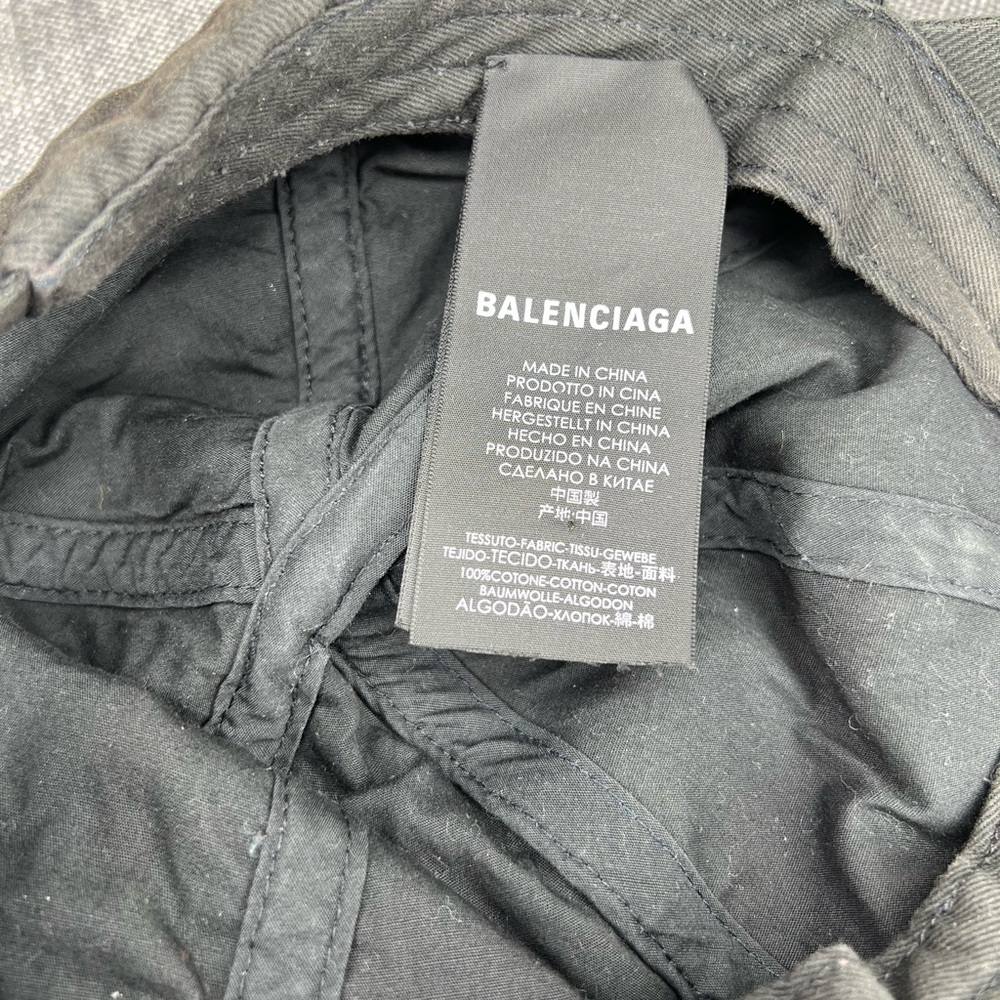 BALENCIAGA
MADE IN CHINA
PRODOTTO IN CINA
FABRIQUE EN CHINE
HERGESTELLT IN CHINA
HECHO EN CHINA
PRODUZIDO NA CHINA
СДЕЛАНО В КИТАЕ
中国製
产地·中国
TESSUTO-FABRIC-TISSU-GEWEBE
TEJIDO-TECIDO-ТКАНЬ-表地-面料
100%COTONE-COTTON-COTON
BAUMWOLLE-ALGODON
ALGODÃO-ХЛОПОК-綿-棉